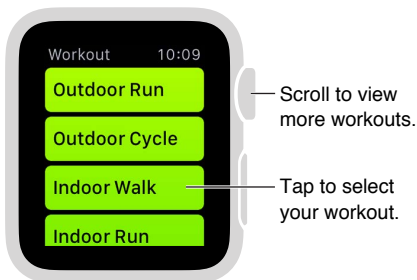 Workout 10:09
Outdoor Run
Outdoor Cycle
Indoor Walk
Indoor Run
Scroll to view
more workouts.
Tap to select
your workout.